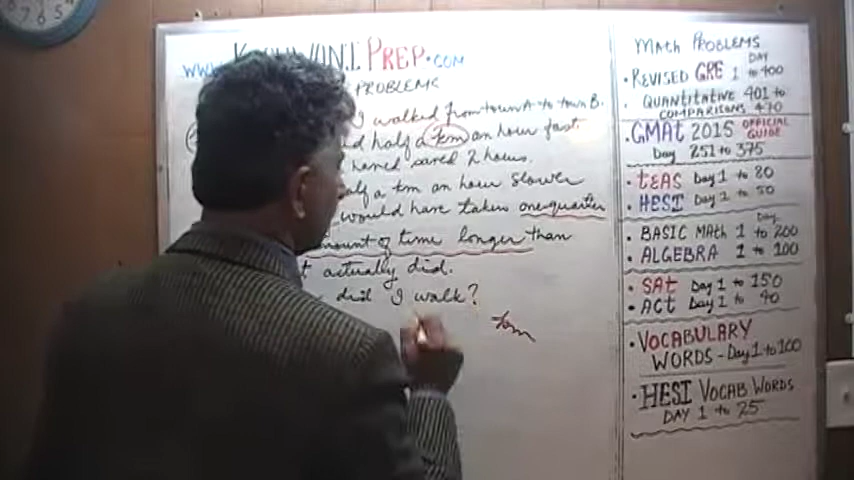 PREP.COM
PROBLEMS
I walked from town A to town B.
half a km an hour fast
saved 2 hours.
half a km an hour slower
would have taken one-quarter
amount of time longer than
actually did.
did I walk?
km
MATH PROBLEMS
DAY
• REVISED GRE 1 to 400
• QUANTITATIVE 401 to
COMPARISONS 470
• GMAT 2015 OFFICIAL GUIDE
Day 251 to 375
• TEAS Day 1 to 20
• HESI Day 1 to 50
Day
• BASIC MATH 1 to 200
• ALGEBRA 1 to 100
• SAT Day 1 to 150
• ACT Day 1 to 40
• VOCABULARY
WORDS - Day 1 to 100
• HESI VOCAB WORDS
DAY 1 to 25